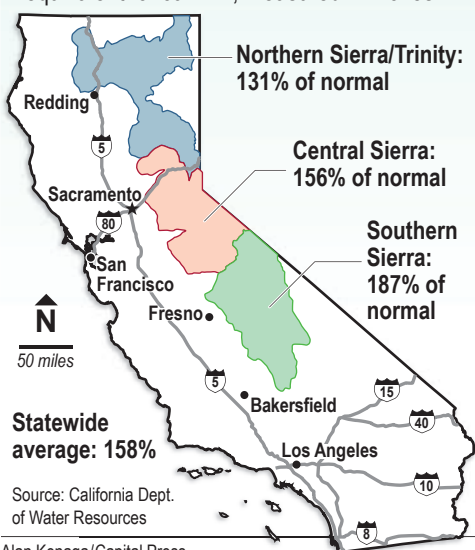 Northern Sierra/Trinity:
131% of normal
Redding
5
Central Sierra:
156% of normal
Sacramento
80
Southern
Sierra:
187% of
normal
San
Francisco
N
50 miles
Fresno
5
Bakersfield
15
40
Statewide
average: 158%
Los Angeles
10
Source: California Dept.
of Water Resources
8